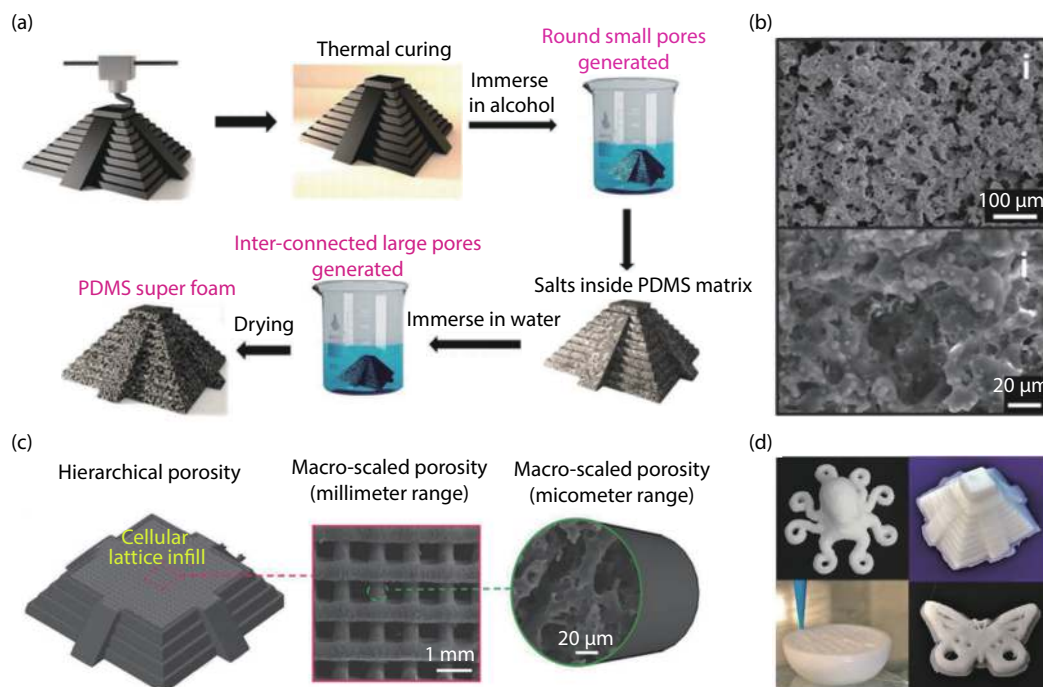 (a)
Thermal curing
Immerse
in alcohol
Round small pores
generated
Salts inside PDMS matrix
Immerse in water
Inter-connected large pores
generated
Drying
PDMS super foam
(b)
i
100 µm
i
20 µm
(c)
Hierarchical porosity
Cellular
lattice infill
Macro-scaled porosity
(millimeter range)
1 mm
Macro-scaled porosity
(micometer range)
20 µm
(d)